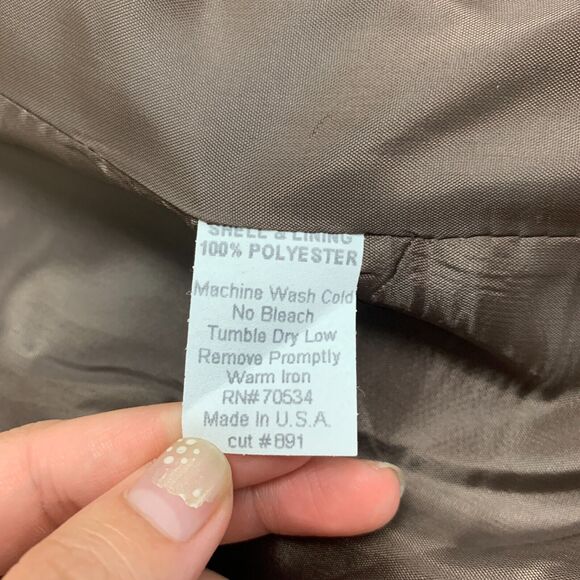 SHELL & LINING
100% POLYESTER
Machine Wash Cold
No Bleach
Tumble Dry Low
Remove Promptly
Warm Iron
RN# 70534
Made In U.S.A.
cut #891